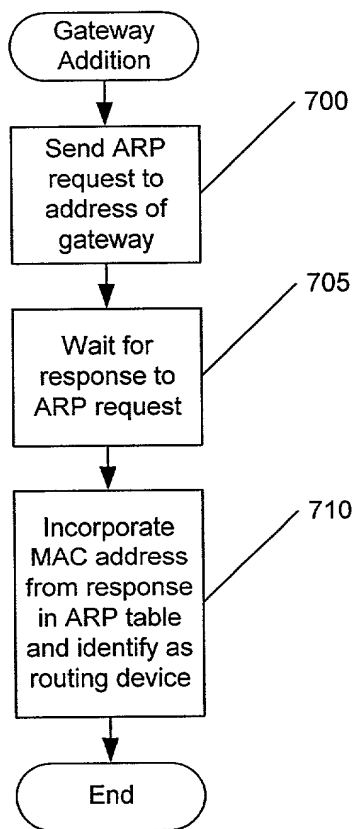 Gateway
Addition
700
Send ARP
request to
address of
gateway
705
Wait for
response to
ARP request
710
Incorporate
MAC address
from response
in ARP table
and identify as
routing device
End